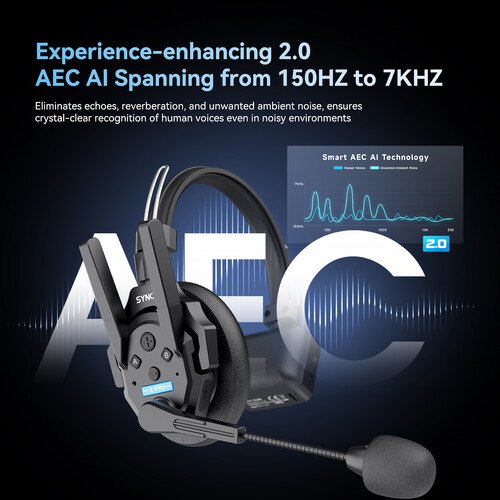 Experience-enhancing 2.0
AEC AI Spanning from 150HZ to 7KHZ
Eliminates echoes, reverberation, and unwanted ambient noise, ensures
crystal-clear recognition of human voices even in noisy environments
Smart AEC AI Technology
Human Voices Unwanted Ambient Noise
7KHz
150Hz 100 1000 10K 50K
2.0
AEC
SYNC
A
X-PRO